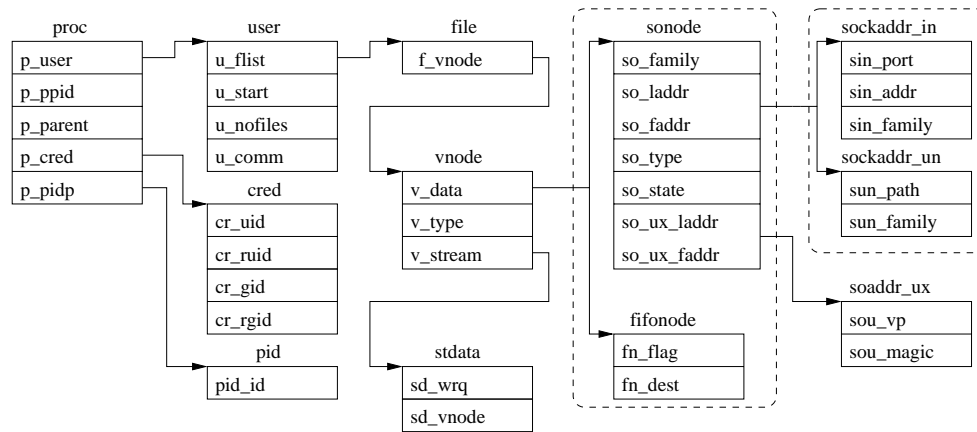 proc
p_user
p_ppid
p_parent
p_cred
p_pidp
user
u_flist
u_start
u_nofiles
u_comm
cred
cr_uid
cr_ruid
cr_gid
cr_rgid
pid
pid_id
file
f_vnode
vnode
v_data
v_type
v_stream
stdata
sd_wrq
sd_vnode
sonode
so_family
so_laddr
so_faddr
so_type
so_state
so_ux_laddr
so_ux_faddr
fifonode
fn_flag
fn_dest
sockaddr_in
sin_port
sin_addr
sin_family
sockaddr_un
sun_path
sun_family
soaddr_ux
sou_vp
sou_magic